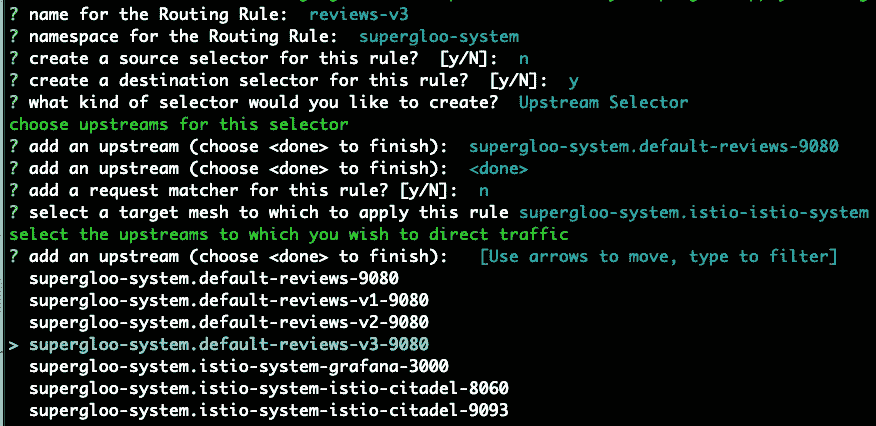 ? name for the Routing Rule:  reviews-v3
? namespace for the Routing Rule:  supergloo-system
? create a source selector for this rule?  [y/N]:  n
? create a destination selector for this rule?  [y/N]:  y
? what kind of selector would you like to create?  Upstream Selector
choose upstreams for this selector
? add an upstream (choose <done> to finish):  supergloo-system.default-reviews-9080
? add an upstream (choose <done> to finish):  <done>
? add a request matcher for this rule? [y/N]:  n
? select a target mesh to which to apply this rule supergloo-system.istio-istio-system
select the upstreams to which you wish to direct traffic
? add an upstream (choose <done> to finish):   [Use arrows to move, type to filter]
supergloo-system.default-reviews-9080
supergloo-system.default-reviews-v1-9080
supergloo-system.default-reviews-v2-9080
> supergloo-system.default-reviews-v3-9080
supergloo-system.istio-system-grafana-3000
supergloo-system.istio-system-istio-citadel-8060
supergloo-system.istio-system-istio-citadel-9093